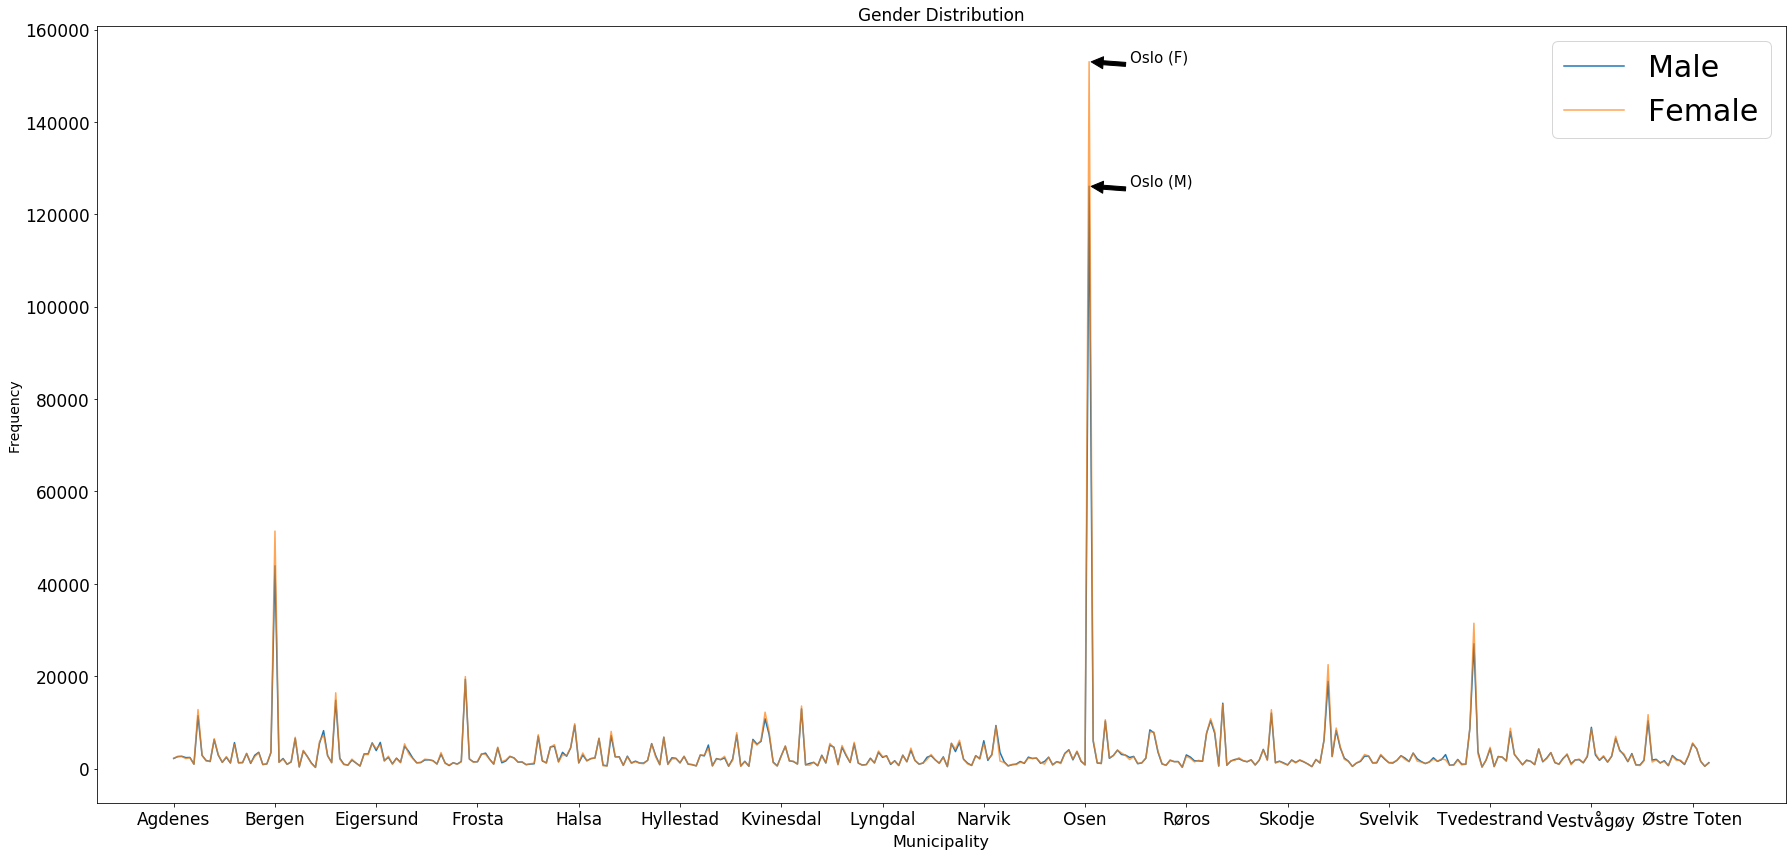 Gender Distribution
160000
140000
120000
100000
80000
60000
40000
20000
0
Frequency
Oslo (F)
Oslo (M)
Male
Female
Agdenes Bergen Eigersund Frosta Halsa Hyllestad Kvinesdal Lyngdal Narvik Osen Røros Skodje Svelvik Tvedestrand Vestvågøy Østre Toten
Municipality